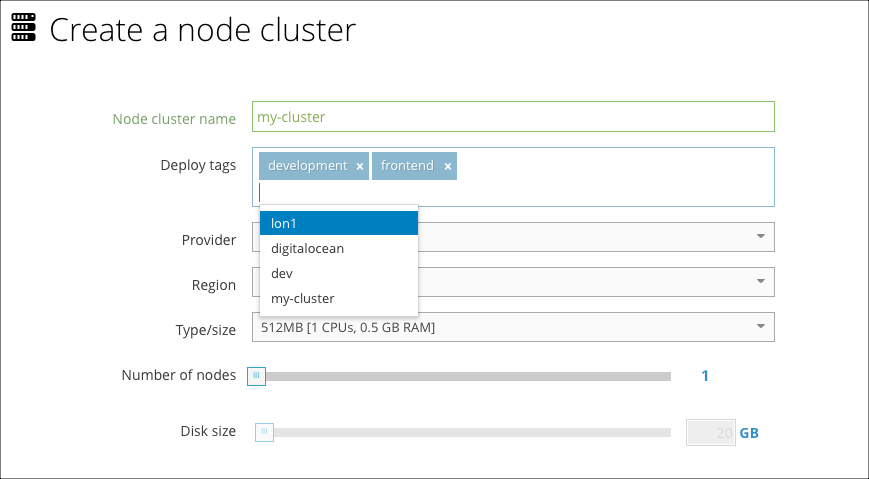 Create a node cluster
Node cluster name my-cluster
Deploy tags development × frontend ×
lon1
Provider
digitalocean
dev
Region
my-cluster
Type/size 512MB [1 CPUs, 0.5 GB RAM]
Number of nodes 1
Disk size 20 GB